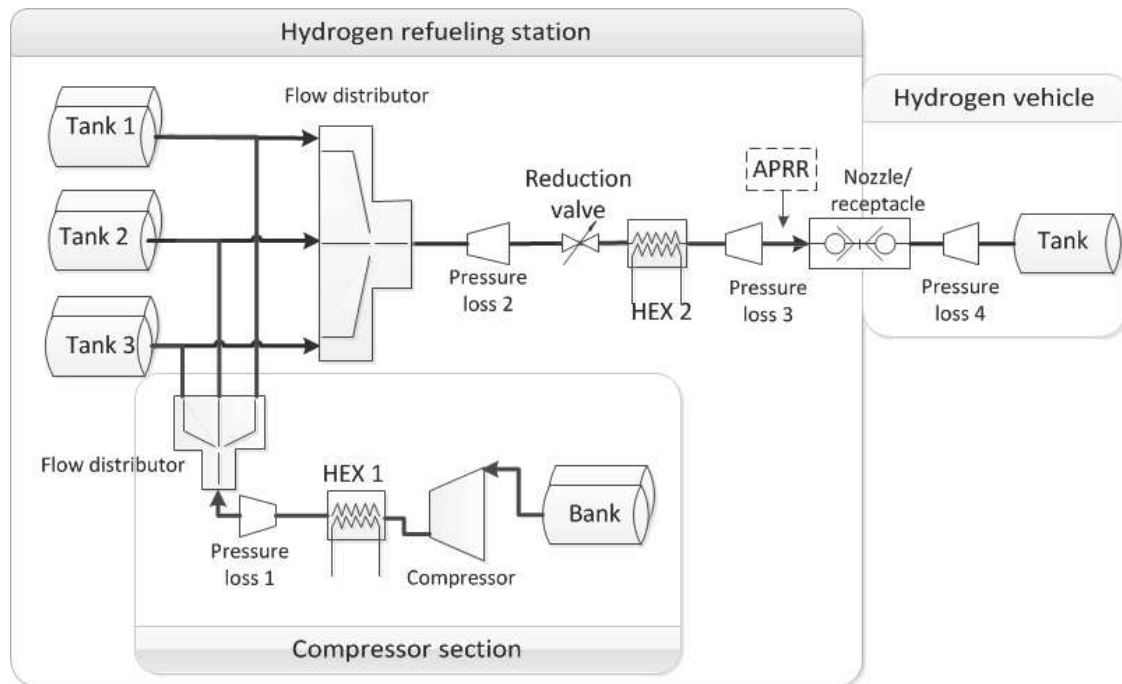 Hydrogen refueling station
Flow distributor
Hydrogen vehicle
Tank 1
Tank 2
Tank 3
Reduction
valve
APRR
Nozzle/
receptacle
Tank
Pressure
loss 2
HEX 2
Pressure
loss 3
Pressure
loss 4
Flow distributor
HEX 1
Bank
Pressure
loss 1
Compressor
Compressor section